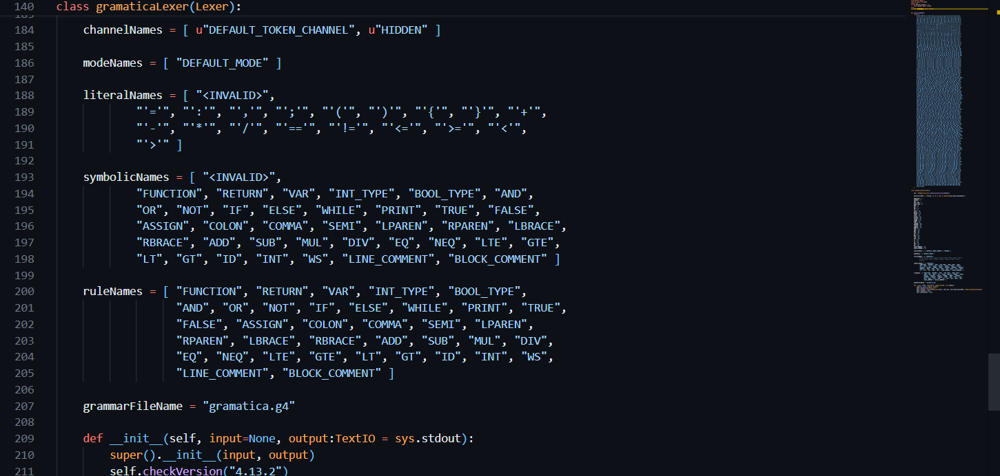 140 class gramaticaLexer(Lexer):
184 channelNames = [ u"DEFAULT_TOKEN_CHANNEL", u"HIDDEN" ]
185
186 modeNames = [ "DEFAULT_MODE" ]
187
188 literalNames = [ "<INVALID>",
189 "'='", "':'", "','", "';'", "'('", "')'", "'{'", "'}'", "'+'",
190 "'-'", "'*'", "'/'", "'=='", "'!='", "'<='", "'>='", "'<'",
191 "'>'" ]
192
193 symbolicNames = [ "<INVALID>",
194 "FUNCTION", "RETURN", "VAR", "INT_TYPE", "BOOL_TYPE", "AND",
195 "OR", "NOT", "IF", "ELSE", "WHILE", "PRINT", "TRUE", "FALSE",
196 "ASSIGN", "COLON", "COMMA", "SEMI", "LPAREN", "RPAREN", "LBRACE",
197 "RBRACE", "ADD", "SUB", "MUL", "DIV", "EQ", "NEQ", "LTE", "GTE",
198 "LT", "GT", "ID", "INT", "WS", "LINE_COMMENT", "BLOCK_COMMENT" ]
199
200 ruleNames = [ "FUNCTION", "RETURN", "VAR", "INT_TYPE", "BOOL_TYPE",
201 "AND", "OR", "NOT", "IF", "ELSE", "WHILE", "PRINT", "TRUE",
202 "FALSE", "ASSIGN", "COLON", "COMMA", "SEMI", "LPAREN",
203 "RPAREN", "LBRACE", "RBRACE", "ADD", "SUB", "MUL", "DIV",
204 "EQ", "NEQ", "LTE", "GTE", "LT", "GT", "ID", "INT", "WS",
205 "LINE_COMMENT", "BLOCK_COMMENT" ]
206
207 grammarFileName = "gramatica.g4"
208
209 def __init__(self, input=None, output:TextIO = sys.stdout):
210 super().__init__(input, output)
211 self.checkVersion("4.13.2")